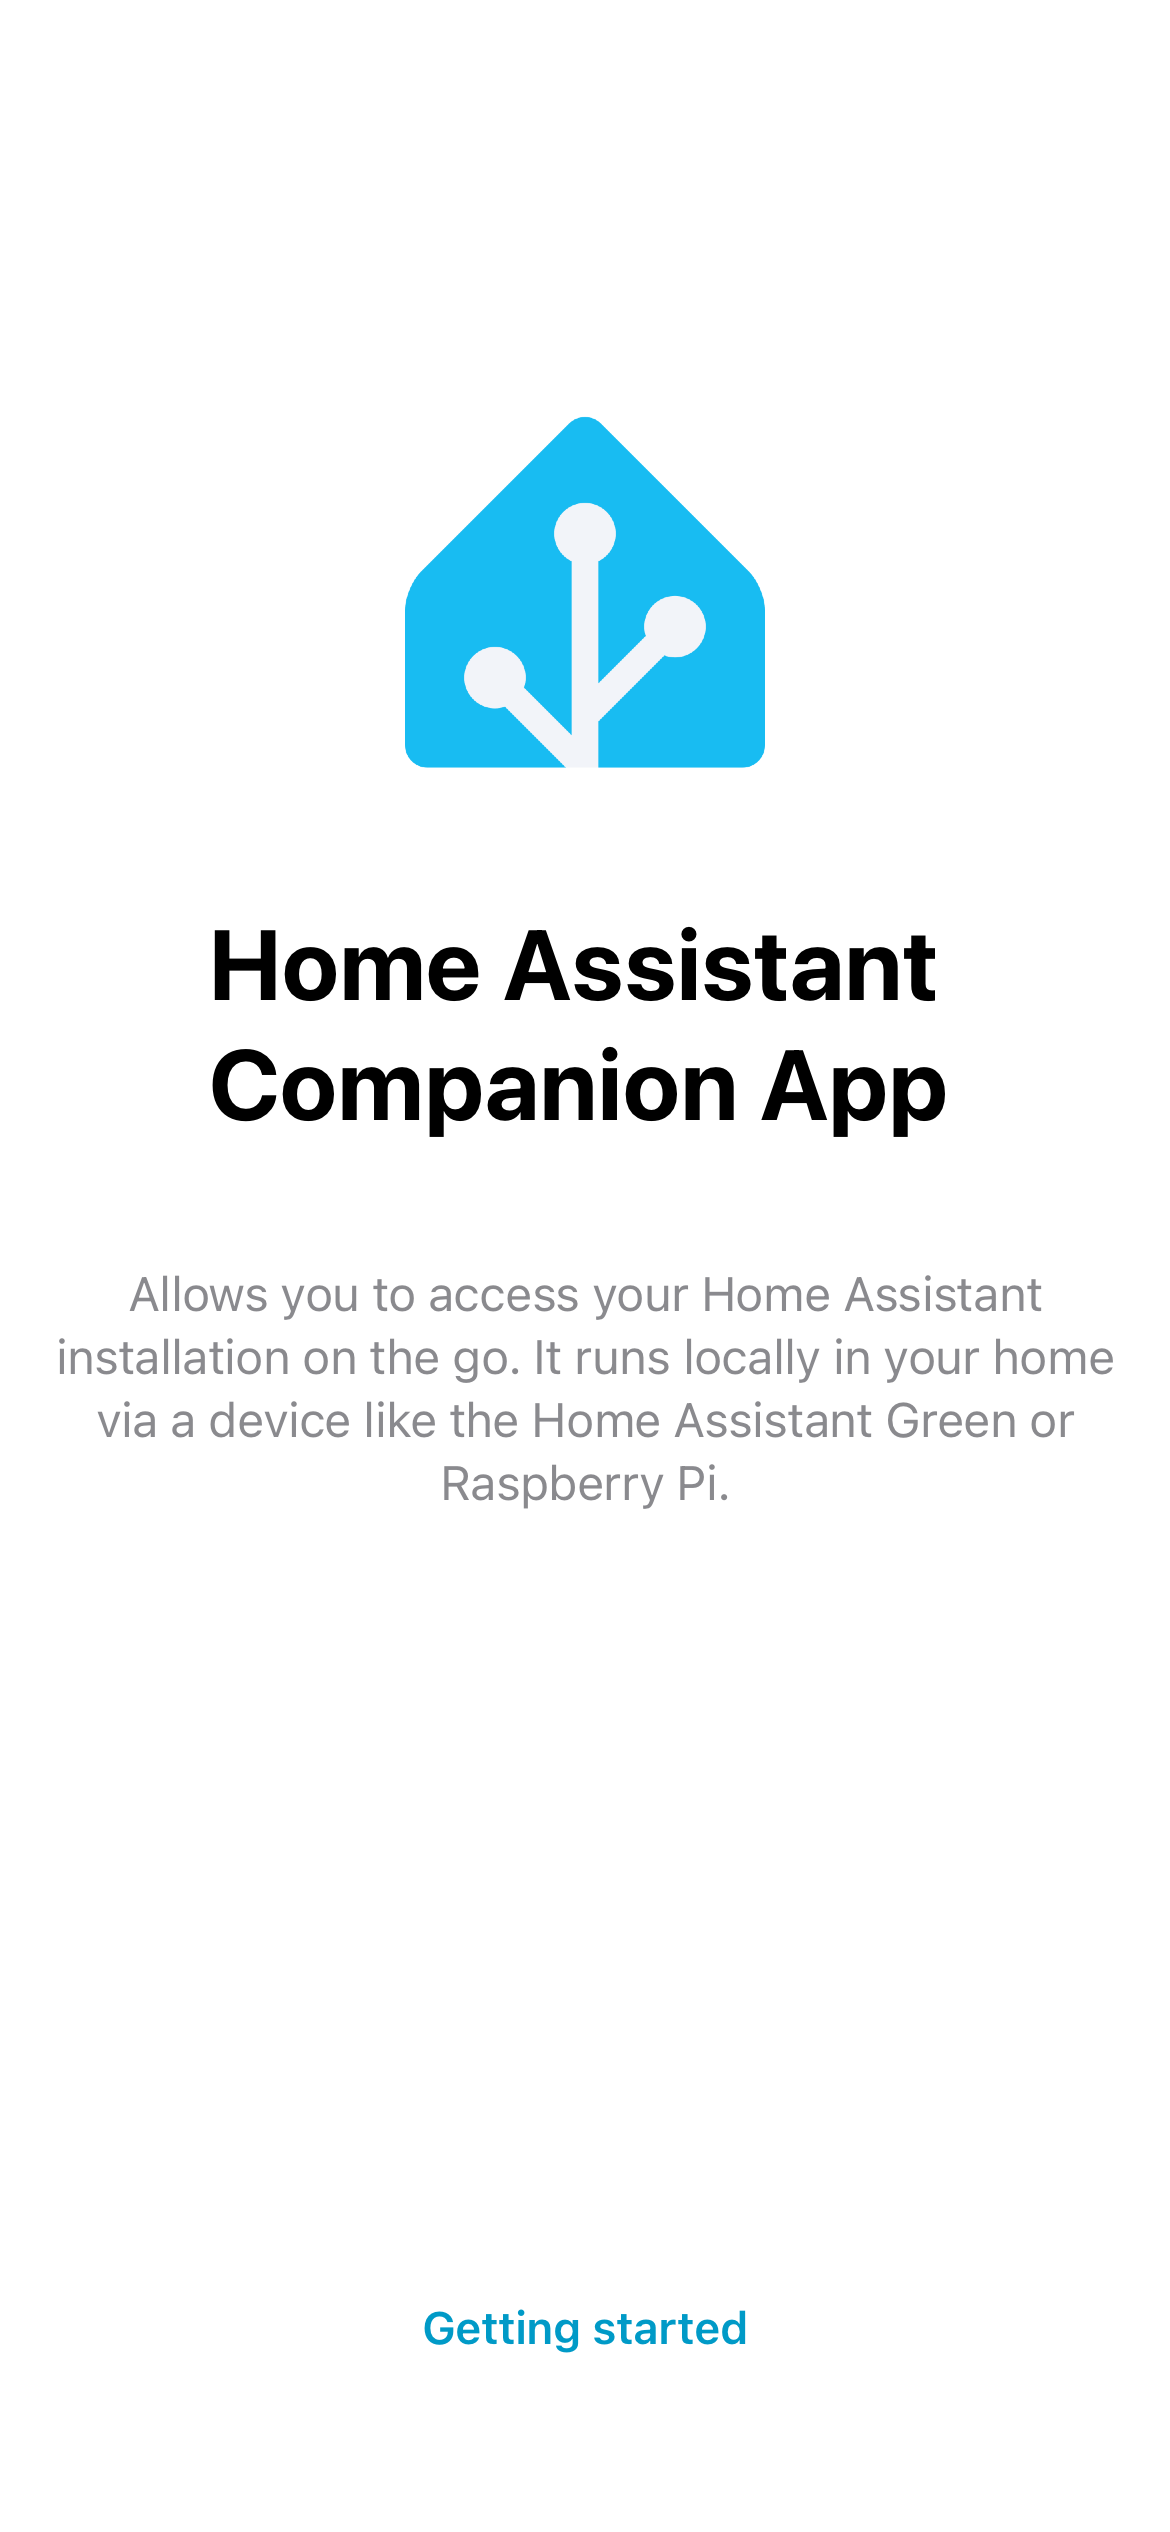 Home Assistant
Companion App
Allows you to access your Home Assistant
installation on the go. It runs locally in your home
via a device like the Home Assistant Green or
Raspberry Pi.
Getting started